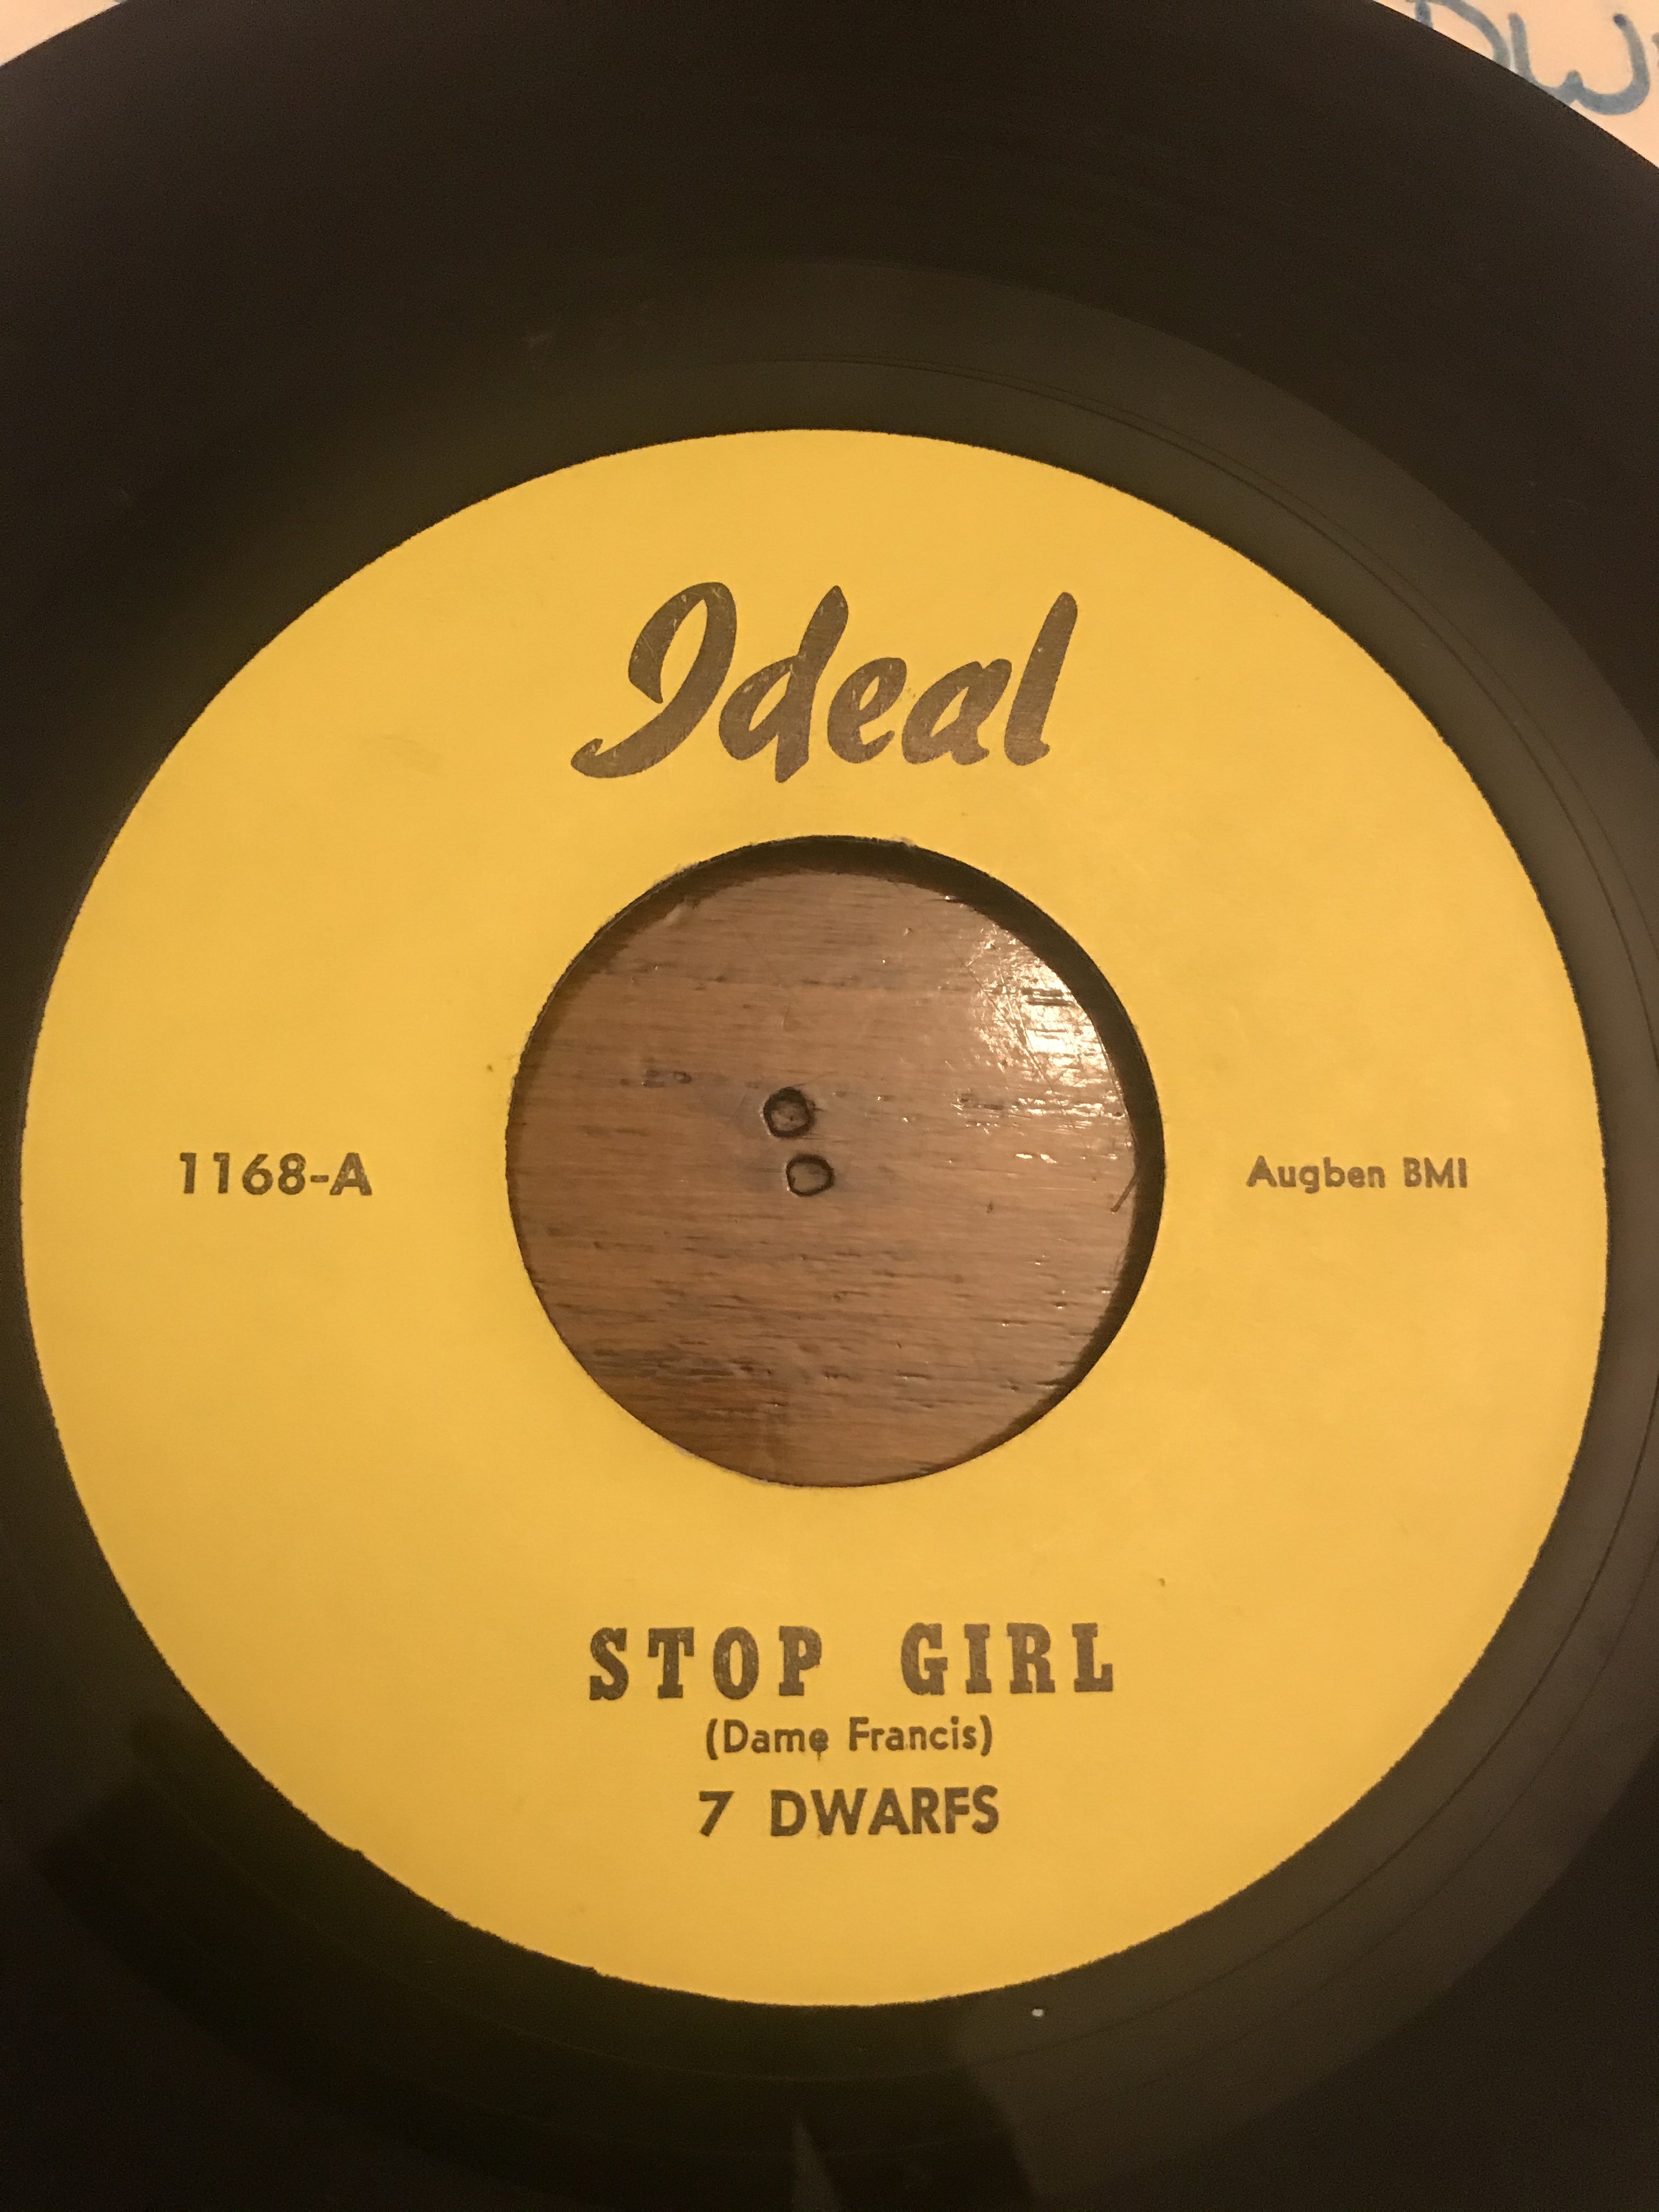 Ideal
1168-A
Augben BMI
STOP GIRL
(Dame Francis)
7 DWARFS